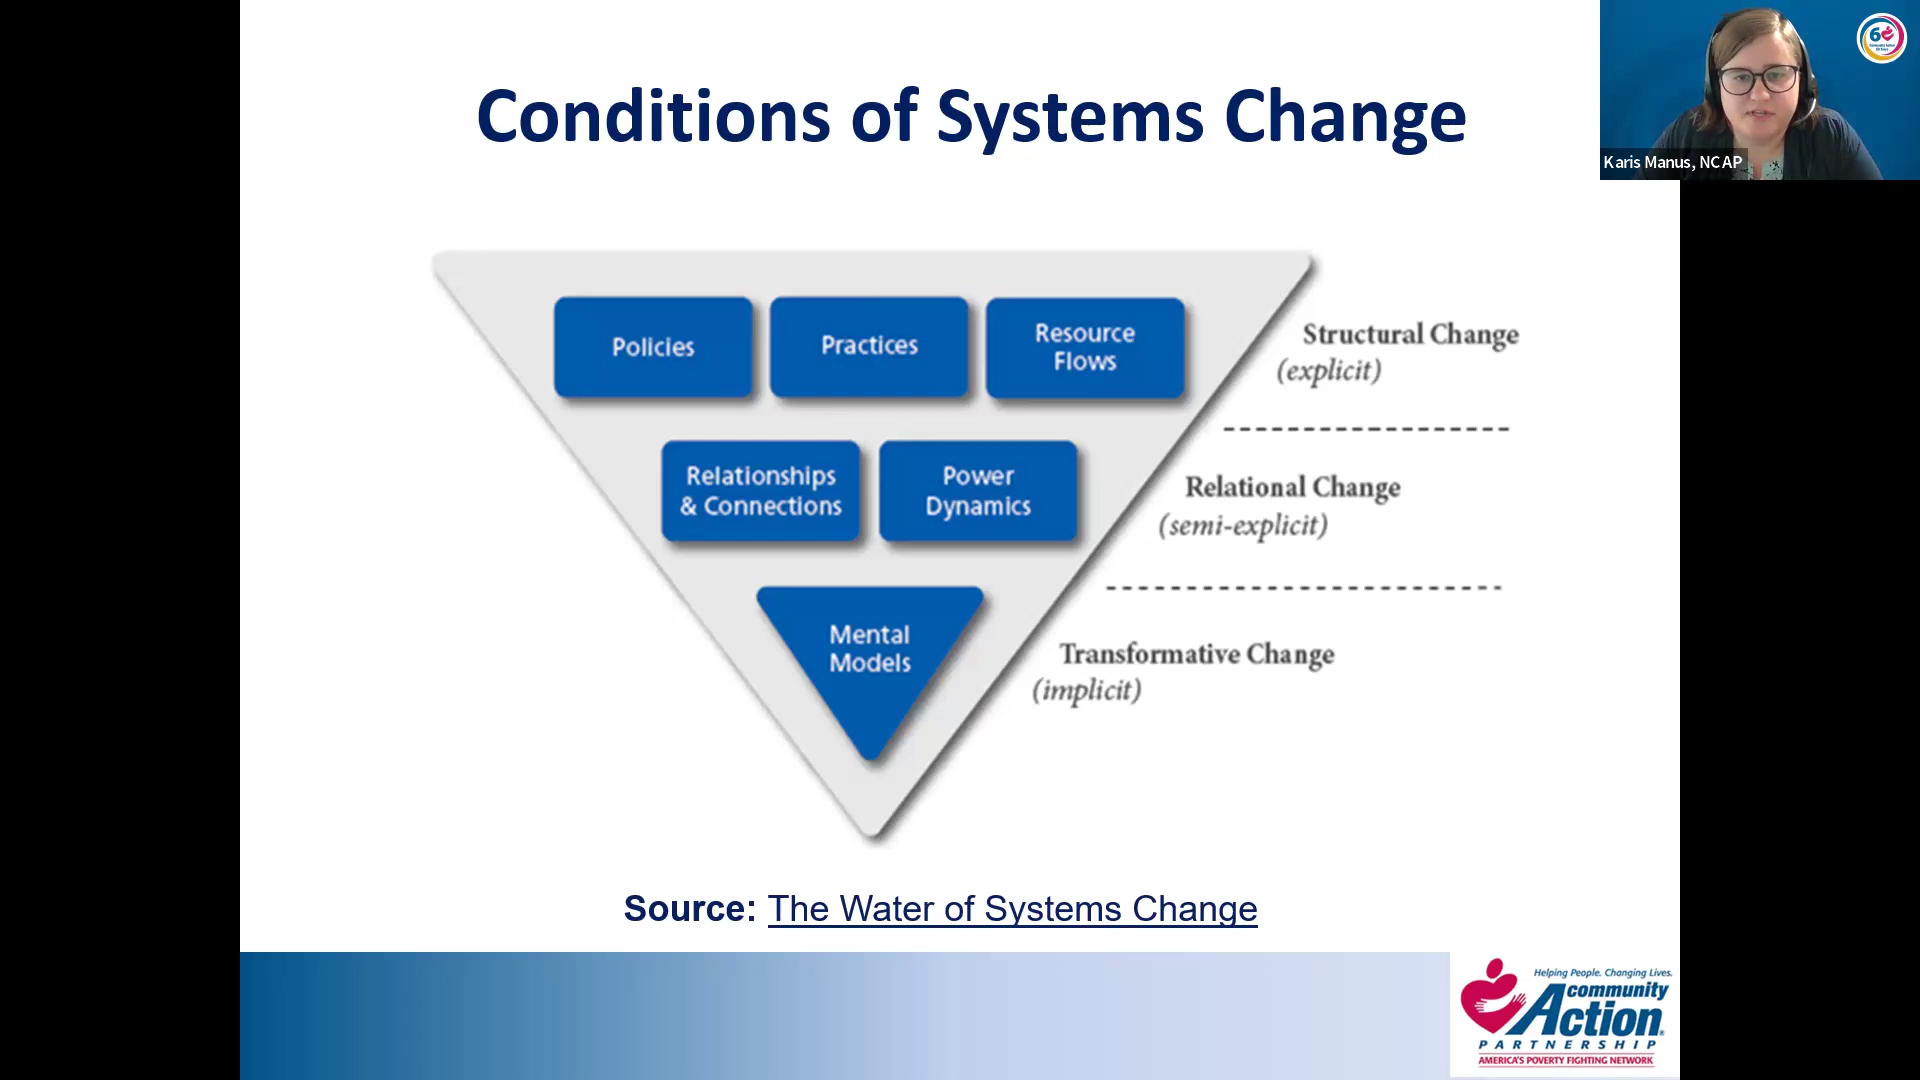 Conditions of Systems Change
Karis Manus, NCAP
60
Policies
Practices
Resource
Flows
Structural Change
(explicit)
Relationships
& Connections
Power
Dynamics
Relational Change
(semi-explicit)
Mental
Models
Transformative Change
(implicit)
Source: The Water of Systems Change
Helping People. Changing Lives.
community
Action
PARTNERSHIP
AMERICA'S POVERTY FIGHTING NETWORK